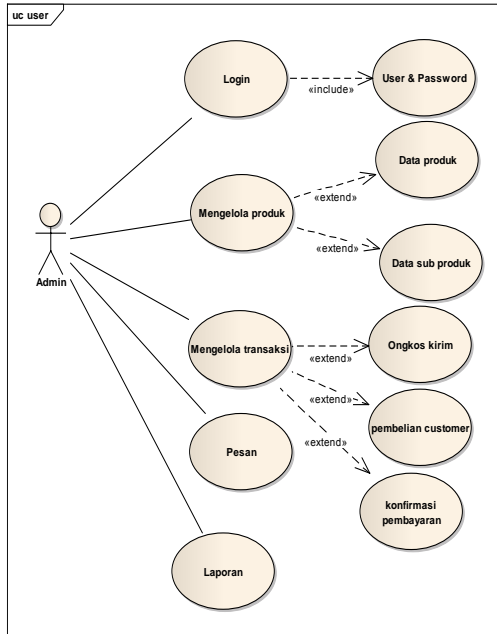 uc user
Login
«include»
User & Password
Data produk
Mengelola produk
«extend»
«extend»
Data sub produk
Admin
Mengelola transaksi
«extend»
Ongkos kirim
«extend»
pembelian customer
«extend»
Pesan
konfirmasi
pembayaran
Laporan